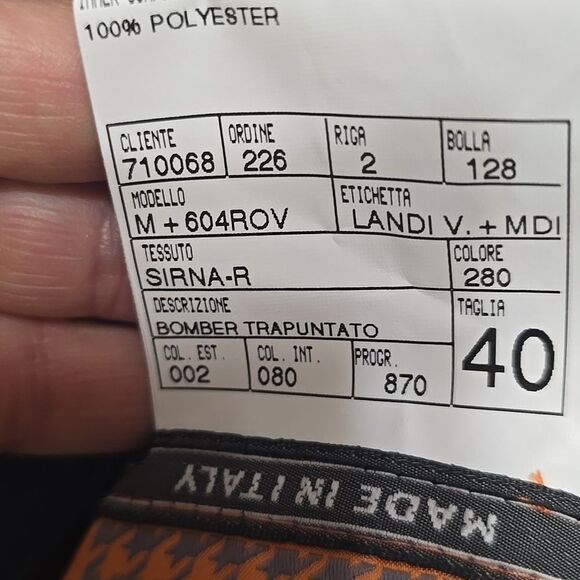 100% POLYESTER
CLIENTE ORDINE RIGA BOLLA
710068 226 2 128
MODELLO ETICHETTA
M + 604ROV LANDI V. + MDI
TESSUTO COLORE
SIRNA-R 280
DESCRIZIONE TAGLIA
BOMBER TRAPUNTATO 40
COL. EST. COL. INT. PROGR.
002 080 870
MADE IN ITALY